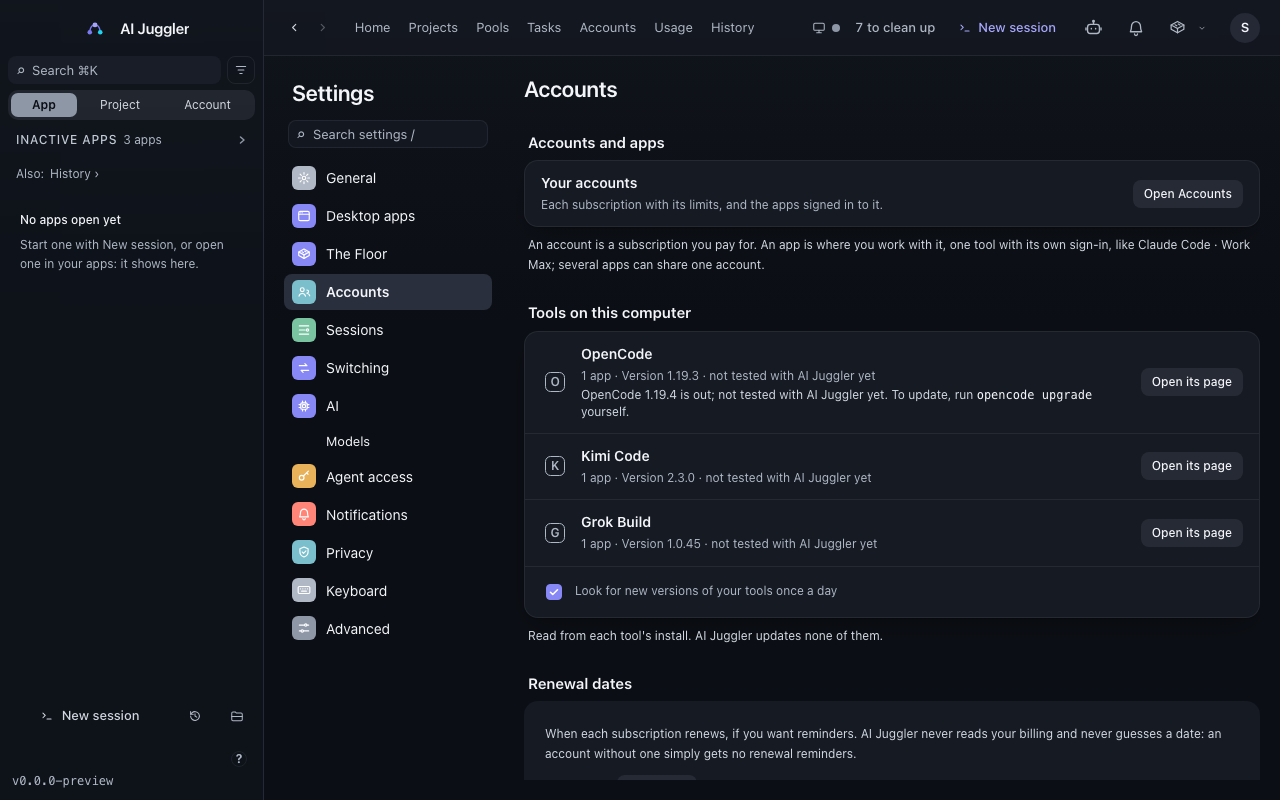 AI Juggler
Search ⌘K
App Project Account
INACTIVE APPS 3 apps
Also: History ›
No apps open yet
Start one with New session, or open
one in your apps: it shows here.
New session
?
v0.0.0-preview
Home Projects Pools Tasks Accounts Usage History
7 to clean up
New session
S
Settings
Search settings /
General
Desktop apps
The Floor
Accounts
Sessions
Switching
AI
Models
Agent access
Notifications
Privacy
Keyboard
Advanced
Accounts
Accounts and apps
Your accounts
Each subscription with its limits, and the apps signed in to it.
Open Accounts
An account is a subscription you pay for. An app is where you work with it, one tool with its own sign-in, like Claude Code · Work
Max; several apps can share one account.
Tools on this computer
O
OpenCode
1 app · Version 1.19.3 · not tested with AI Juggler yet
OpenCode 1.19.4 is out; not tested with AI Juggler yet. To update, run opencode upgrade
yourself.
Open its page
K
Kimi Code
1 app · Version 2.3.0 · not tested with AI Juggler yet
Open its page
G
Grok Build
1 app · Version 1.0.45 · not tested with AI Juggler yet
Open its page
Look for new versions of your tools once a day
Read from each tool's install. AI Juggler updates none of them.
Renewal dates
When each subscription renews, if you want reminders. AI Juggler never reads your billing and never guesses a date: an
account without one simply gets no renewal reminders.